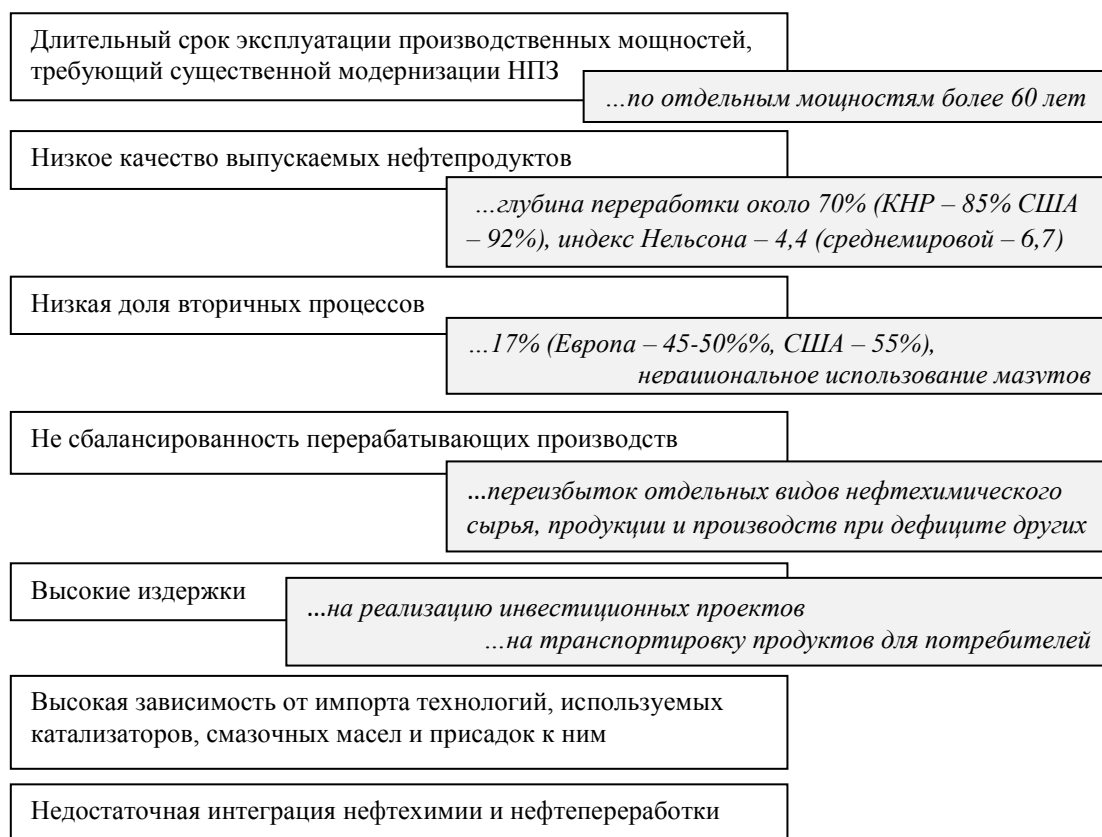 Длительный срок эксплуатации производственных мощностей,
требующий существенной модернизации НПЗ
...по отдельным мощностям более 60 лет
Низкое качество выпускаемых нефтепродуктов
...глубина переработки около 70% (КНР – 85% США
– 92%), индекс Нельсона – 4,4 (среднемировой – 6,7)
Низкая доля вторичных процессов
...17% (Европа – 45-50%%, США – 55%),
нерациональное использование мазутов
Не сбалансированность перерабатывающих производств
...переизбыток отдельных видов нефтехимического
сырья, продукции и производств при дефиците других
Высокие издержки
...на реализацию инвестиционных проектов
...на транспортировку продуктов для потребителей
Высокая зависимость от импорта технологий, используемых
катализаторов, смазочных масел и присадок к ним
Недостаточная интеграция нефтехимии и нефтепереработки